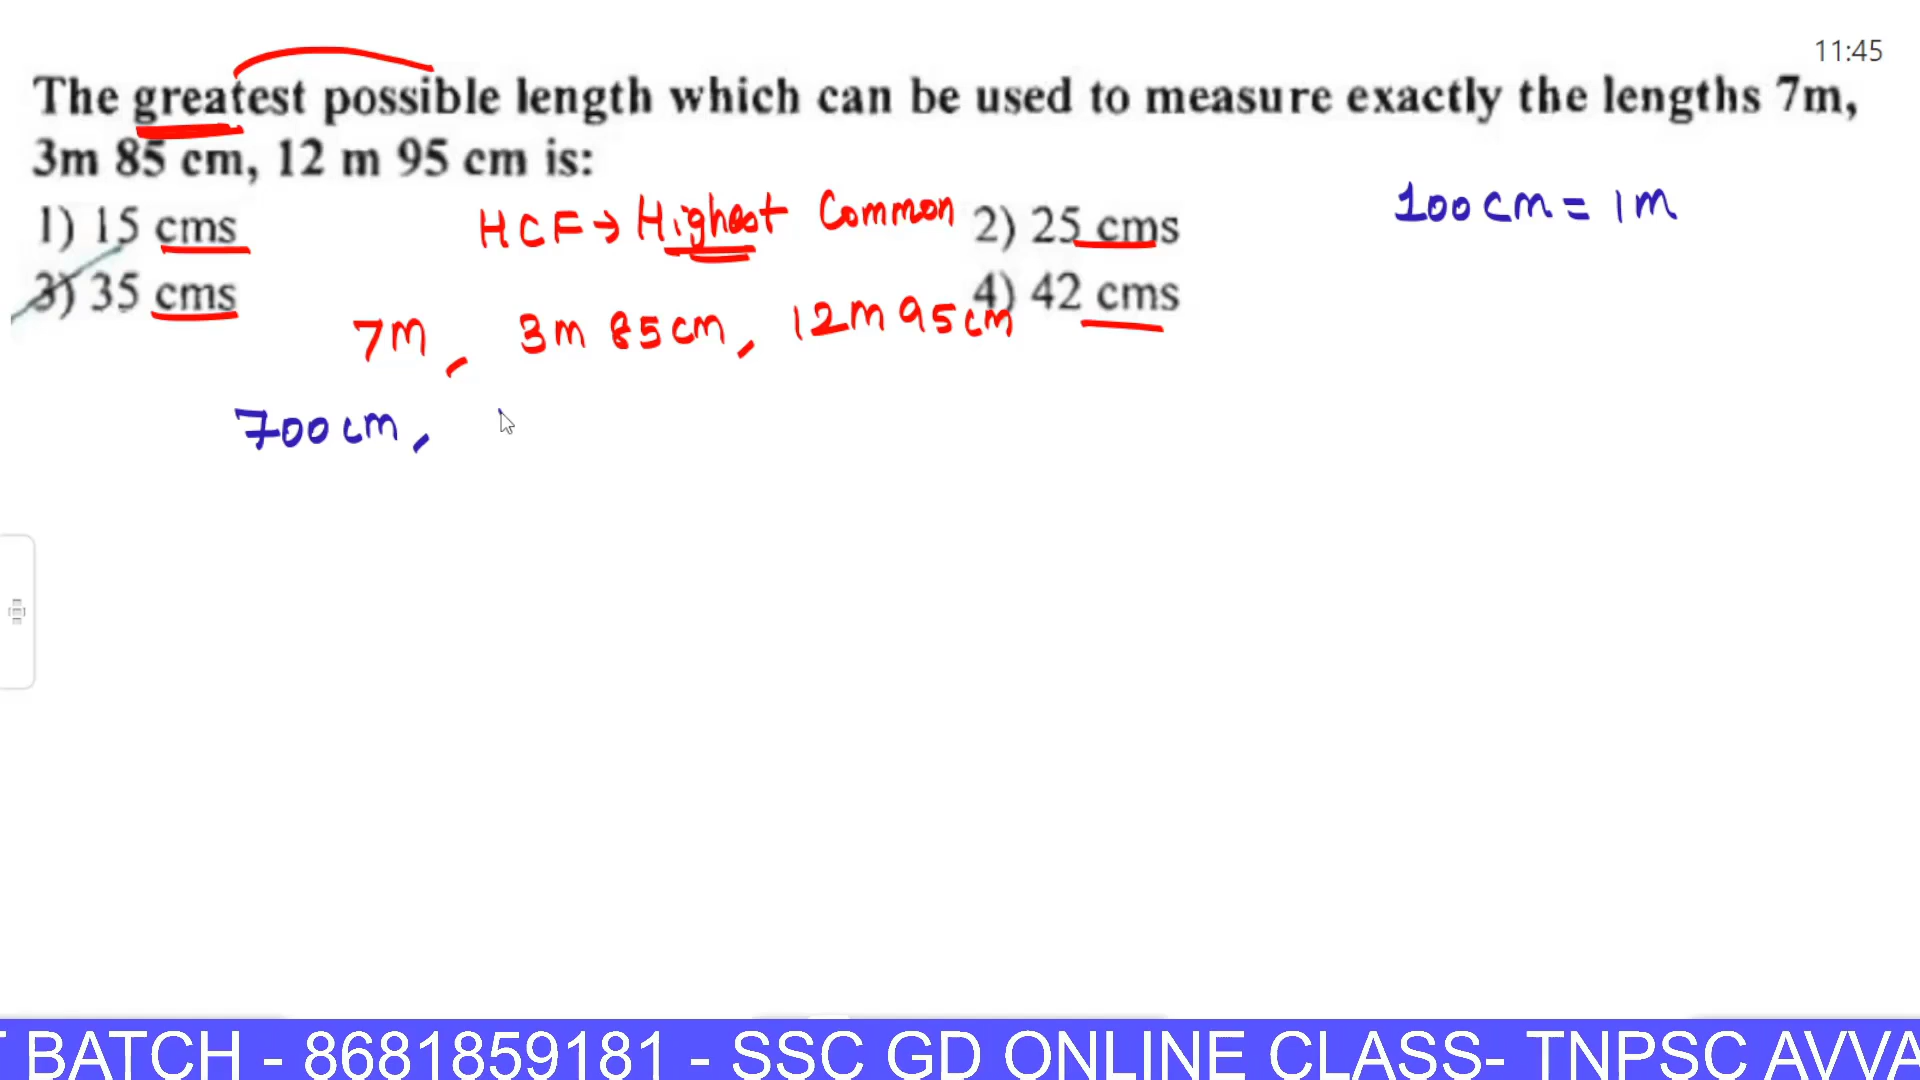 11:45
The greatest possible length which can be used to measure exactly the lengths 7m,
3m 85 cm, 12 m 95 cm is:
1) 15 cms
2) 25 cms
3) 35 cms
4) 42 cms
HCF → Highest Common
100 cm = 1m
7m, 3m 85cm, 12m 95cm
700 cm,
BATCH - 8681859181 - SSC GD ONLINE CLASS- TNPSC AVVA